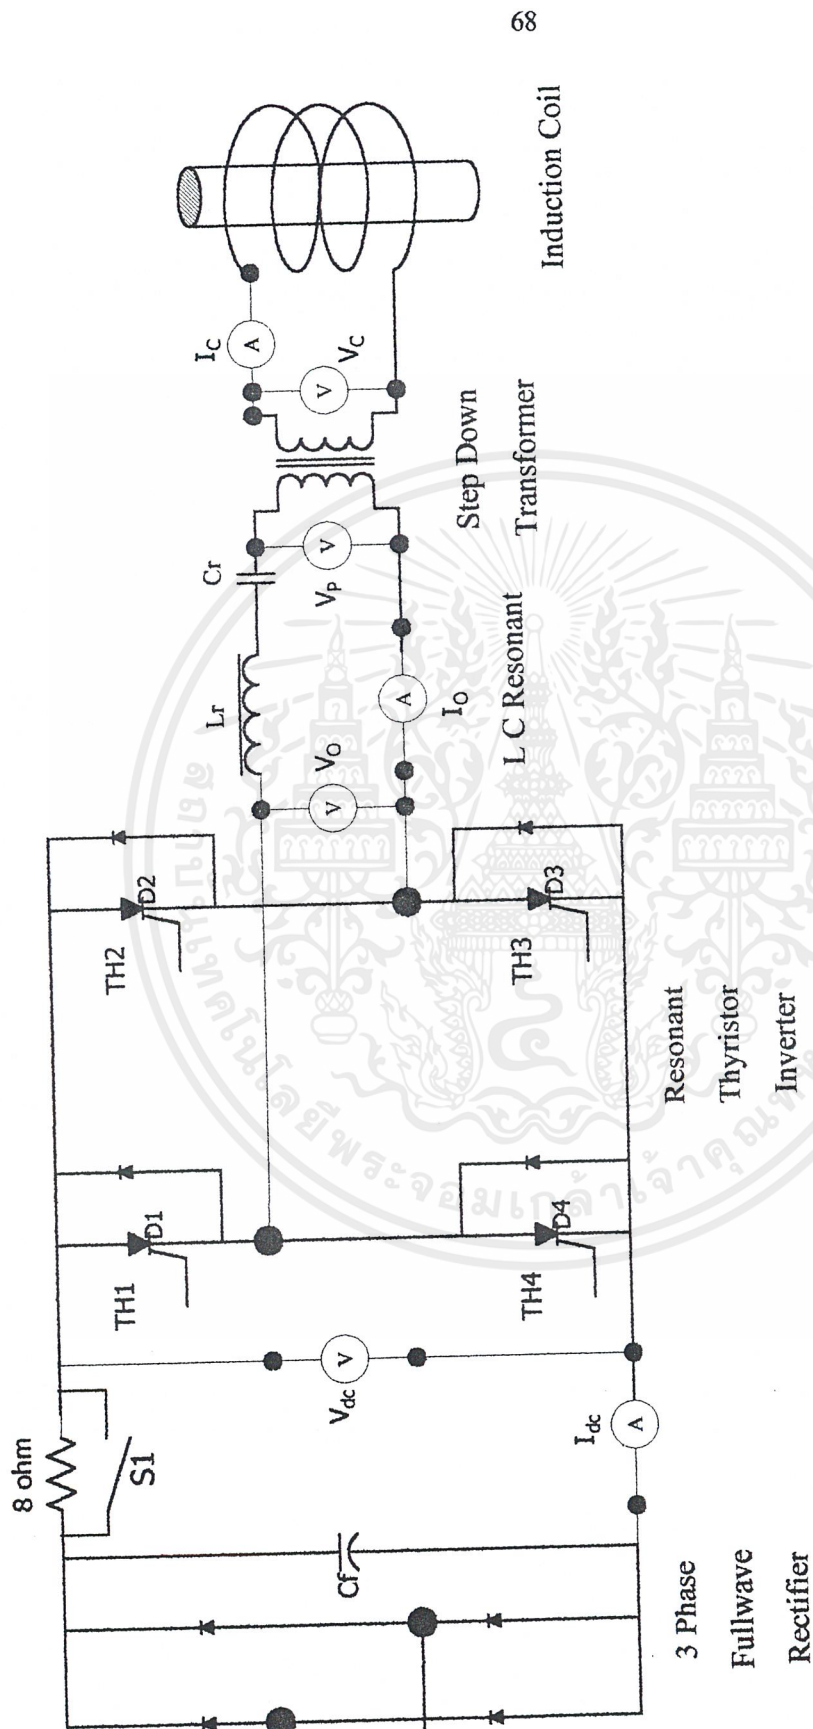 68
8 ohm
S1
Cf
Vdc
Idc
A
V
TH1
D1
TH2
D2
TH4
D4
TH3
D3
VO
V
Lr
Cr
IO
A
VP
V
IC
A
VC
V
3 Phase
Fullwave
Rectifier
Resonant
Thyristor
Inverter
L C Resonant
Step Down
Transformer
Induction Coil